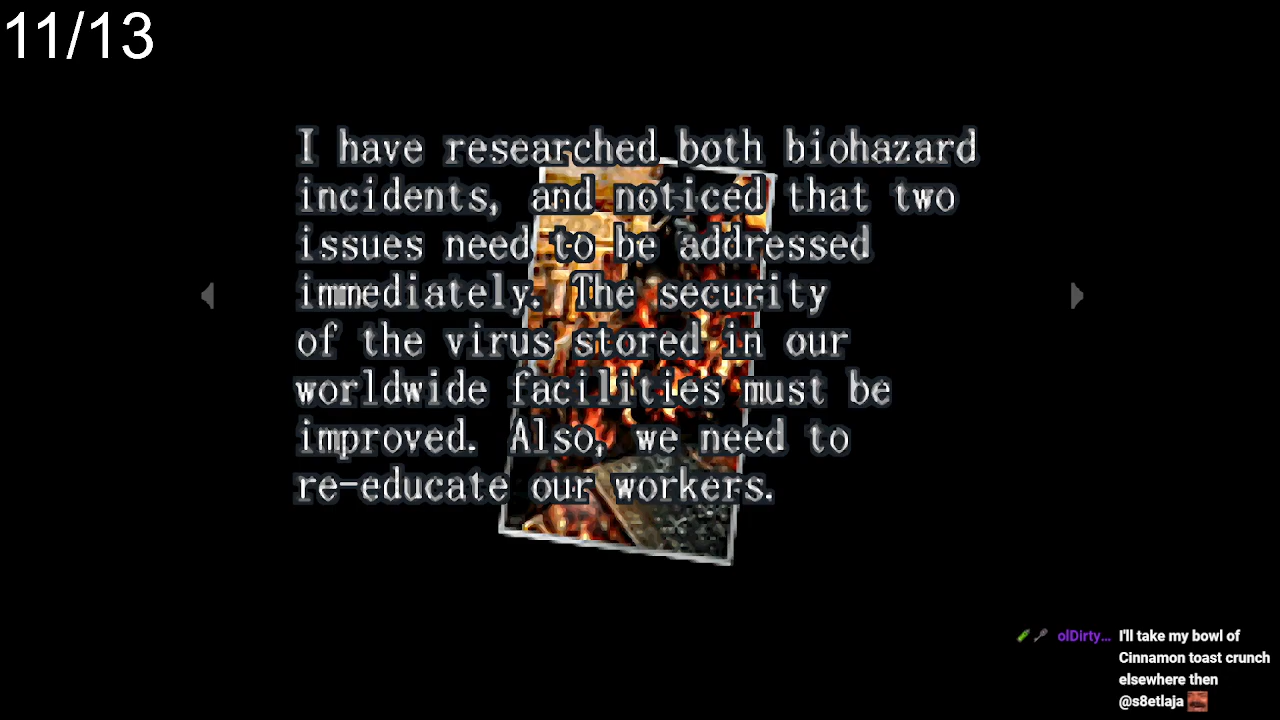 11/13
I have researched both biohazard
incidents, and noticed that two
issues need to be addressed
immediately. The security
of the virus stored in our
worldwide facilities must be
improved. Also, we need to
re-educate our workers.
olDirty... I'll take my bowl of
Cinnamon toast crunch
elsewhere then
@s8etlaja